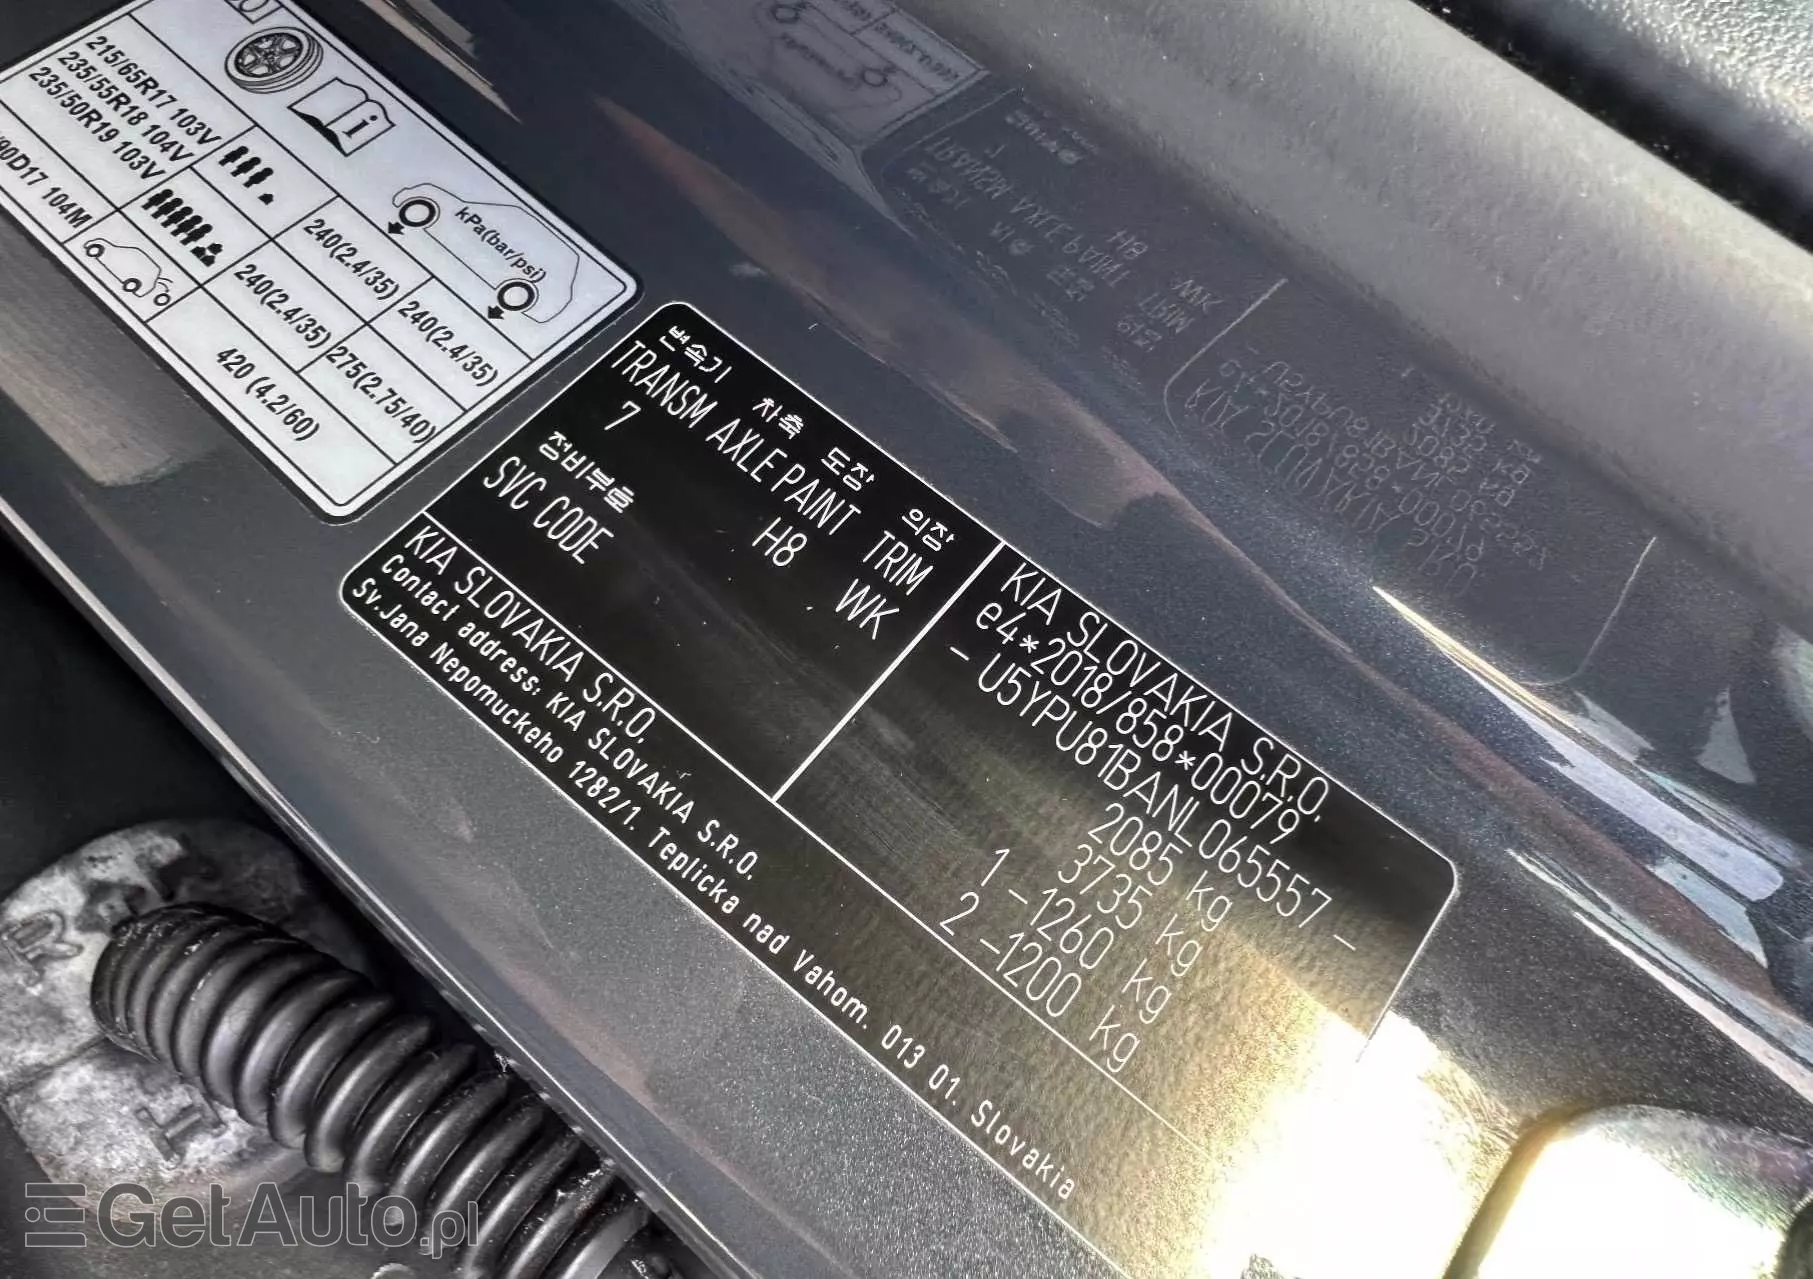 215/65R17 103V
235/55R18 104V
235/50R19 103V
90D17 104M
kPa(bar/psi)
240(2.4/35)
240(2.4/35)
240(2.4/35)
275(2.75/40)
420 (4.2/60)
변속기 차축 도장 의장
TRANSM AXLE PAINT TRIM
7 H8 WK
정비부호
SVC CODE
KIA SLOVAKIA S.R.O.
e4*2018/858*00079
- U5YPU81BANL065557 -
2085 kg
3735 kg
1 -1260 kg
2 -1200 kg
KIA SLOVAKIA S.R.O.
Contact address: KIA SLOVAKIA S.R.O.
Sv.Jana Nepomuckeho 1282/1. Teplicka nad Vahom. 013 01. Slovakia
GetAuto.pl